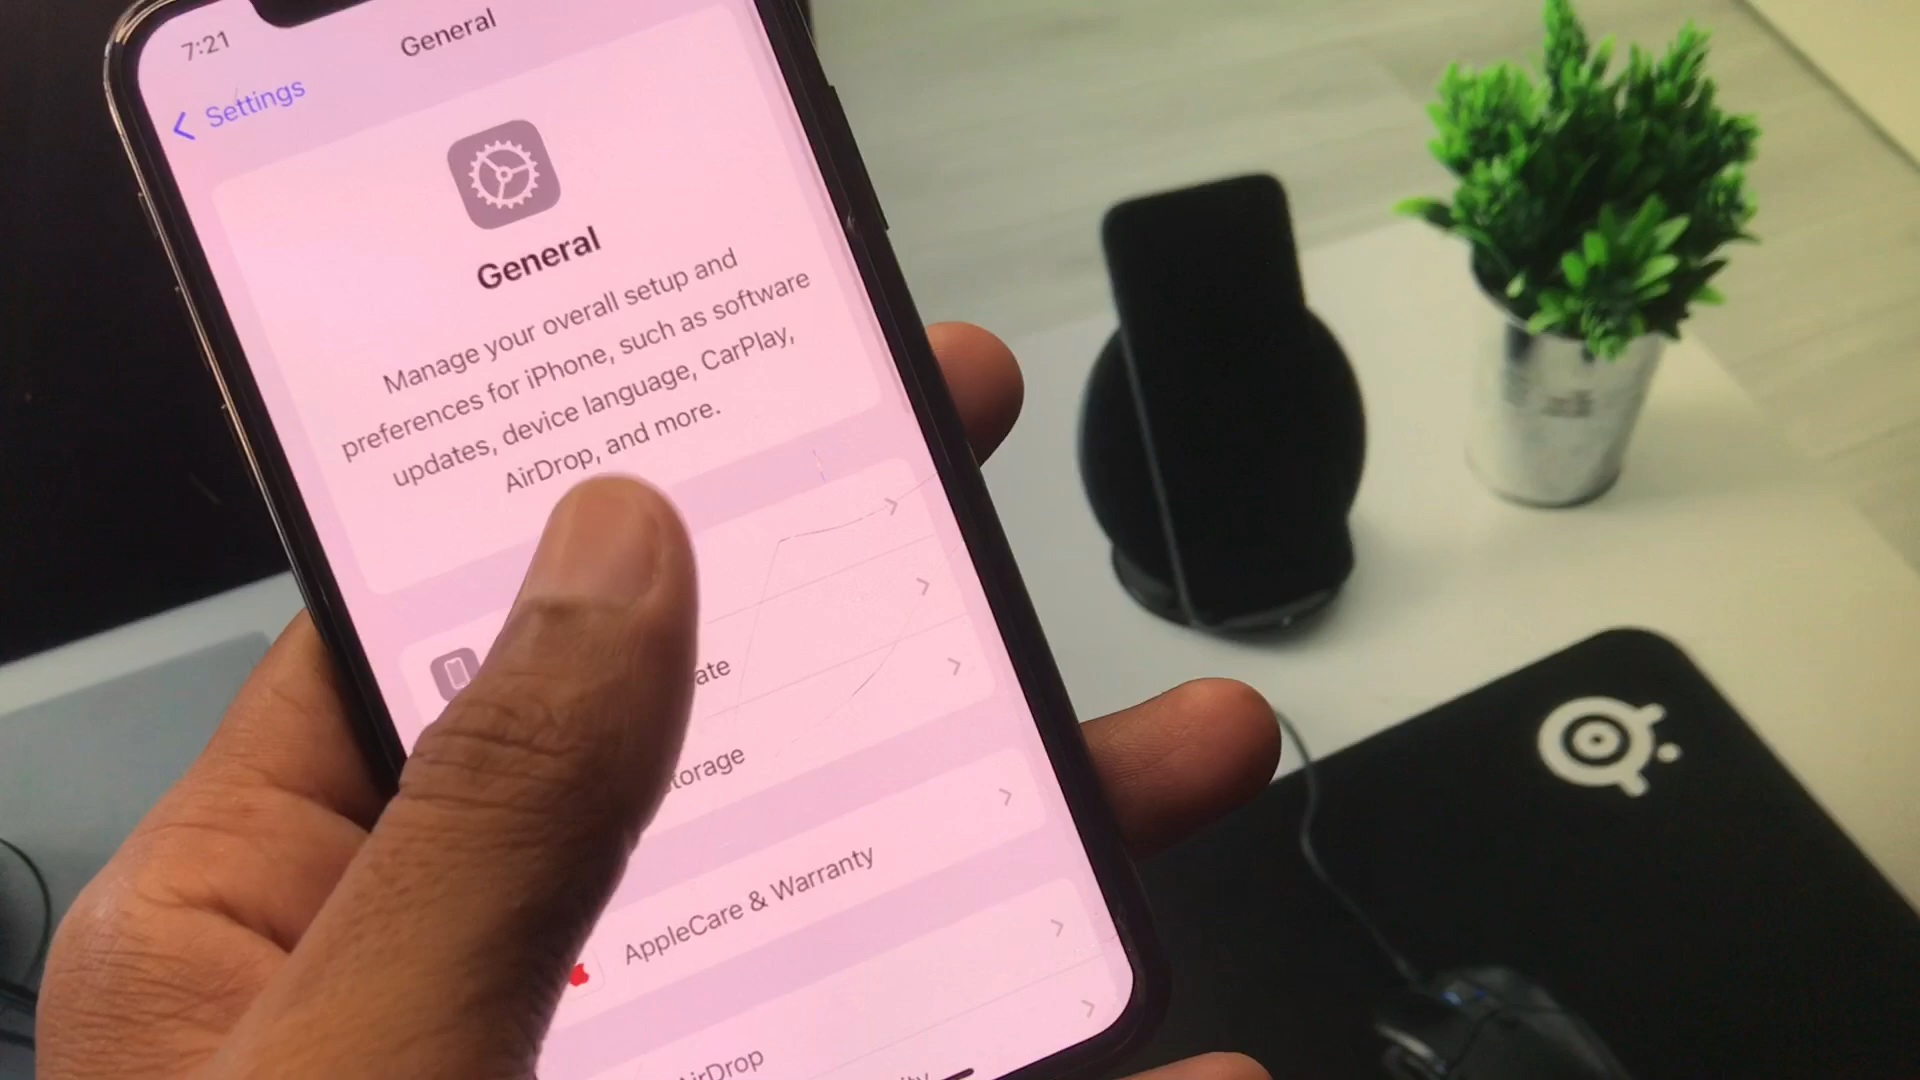 7:21
General
Settings
General
Manage your overall setup and
preferences for iPhone, such as software
updates, device language, CarPlay,
AirDrop, and more.
ate
torage
AppleCare & Warranty
irDrop
ity